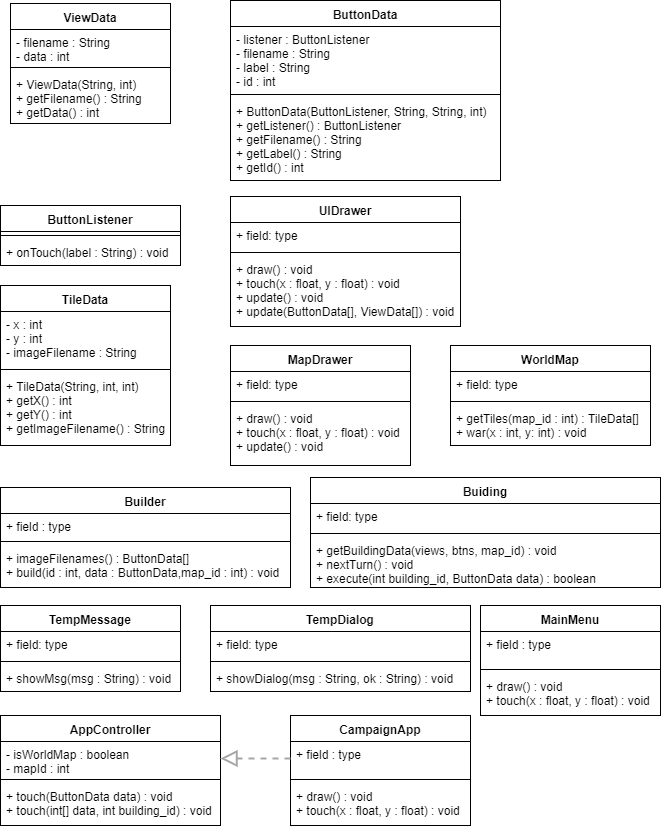 ViewData
- filename : String
- data : int
+ ViewData(String, int)
+ getFilename() : String
+ getData() : int
ButtonData
- listener : ButtonListener
- filename : String
- label : String
- id : int
+ ButtonData(ButtonListener, String, String, int)
+ getListener() : ButtonListener
+ getFilename() : String
+ getLabel() : String
+ getId() : int
ButtonListener
+ onTouch(label : String) : void
UIDrawer
+ field: type
+ draw() : void
+ touch(x : float, y : float) : void
+ update() : void
+ update(ButtonData[], ViewData[]) : void
TileData
- x : int
- y : int
- imageFilename : String
+ TileData(String, int, int)
+ getX() : int
+ getY() : int
+ getImageFilename() : String
MapDrawer
+ field: type
+ draw() : void
+ touch(x : float, y : float) : void
+ update() : void
WorldMap
+ field: type
+ getTiles(map_id : int) : TileData[]
+ war(x : int, y: int) : void
Builder
+ field : type
+ imageFilenames() : ButtonData[]
+ build(id : int, data : ButtonData,map_id : int) : void
Buiding
+ field: type
+ getBuildingData(views, btns, map_id) : void
+ nextTurn() : void
+ execute(int building_id, ButtonData data) : boolean
TempMessage
+ field: type
+ showMsg(msg : String) : void
TempDialog
+ field: type
+ showDialog(msg : String, ok : String) : void
MainMenu
+ field : type
+ draw() : void
+ touch(x : float, y : float) : void
AppController
- isWorldMap : boolean
- mapId : int
+ touch(ButtonData data) : void
+ touch(int[] data, int building_id) : void
CampaignApp
+ field : type
+ draw() : void
+ touch(x : float, y : float) : void